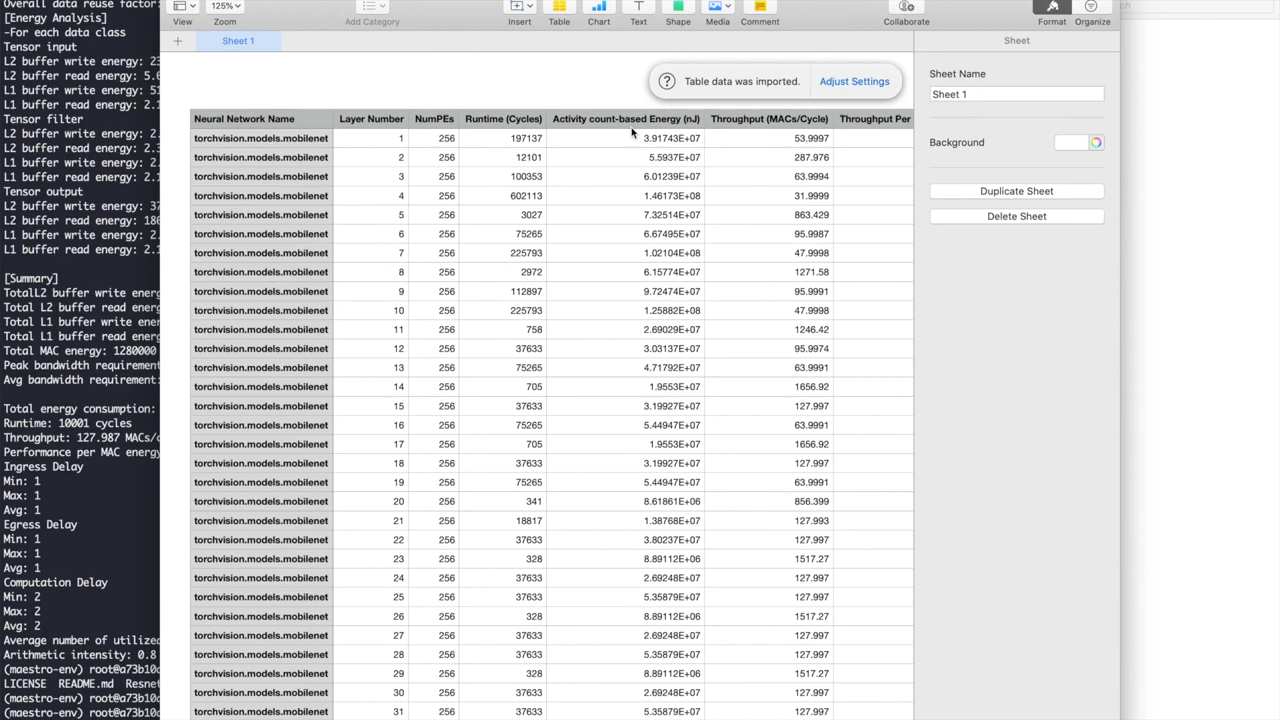 Overall data reuse factor:
[Energy Analysis]
-For each data class
Tensor input
L2 buffer write energy: 23
L2 buffer read energy: 5.6
L1 buffer write energy: 51
L1 buffer read energy: 2.1
Tensor filter
L2 buffer write energy: 2.
L2 buffer read energy: 2.
L1 buffer write energy: 2.
L1 buffer read energy: 2.1
Tensor output
L2 buffer write energy: 37
L2 buffer read energy: 180
L1 buffer write energy: 2.
L1 buffer read energy: 2.1
[Summary]
TotalL2 buffer write energ
Total L2 buffer read energ
Total L1 buffer write ener
Total L1 buffer read energ
Total MAC energy: 1280000
Peak bandwidth requirement
Avg bandwidth requirement:
Total energy consumption:
Runtime: 10001 cycles
Throughput: 127.987 MACs/c
Performance per MAC energy
Ingress Delay
Min: 1
Max: 1
Avg: 1
Egress Delay
Min: 1
Max: 1
Avg: 1
Computation Delay
Min: 2
Max: 2
Avg: 2
Average number of utilized
Arithmetic intensity: 0.8
(maestro-env) root@a73b10
LICENSE README.md Resnet
(maestro-env) root@a73b10
(maestro-env) root@a73b10
125%
View Zoom Add Category Insert Table Chart Text Shape Media Comment Collaborate Format Organize
Sheet 1
Sheet
Table data was imported. Adjust Settings
Sheet Name
Sheet 1
Background
Duplicate Sheet
Delete Sheet
Neural Network Name Layer Number NumPEs Runtime (Cycles) Activity count-based Energy (nJ) Throughput (MACs/Cycle) Throughput Per
torchvision.models.mobilenet 1 256 197137 3.91743E+07 53.9997
torchvision.models.mobilenet 2 256 12101 5.5937E+07 287.976
torchvision.models.mobilenet 3 256 100353 6.01239E+07 63.9994
torchvision.models.mobilenet 4 256 602113 1.46173E+08 31.9999
torchvision.models.mobilenet 5 256 3027 7.32514E+07 863.429
torchvision.models.mobilenet 6 256 75265 6.67495E+07 95.9987
torchvision.models.mobilenet 7 256 225793 1.02104E+08 47.9998
torchvision.models.mobilenet 8 256 2972 6.15774E+07 1271.58
torchvision.models.mobilenet 9 256 112897 9.72474E+07 95.9991
torchvision.models.mobilenet 10 256 225793 1.25882E+08 47.9998
torchvision.models.mobilenet 11 256 758 2.69029E+07 1246.42
torchvision.models.mobilenet 12 256 37633 3.03137E+07 95.9974
torchvision.models.mobilenet 13 256 75265 4.71792E+07 63.9991
torchvision.models.mobilenet 14 256 705 1.9553E+07 1656.92
torchvision.models.mobilenet 15 256 37633 3.19927E+07 127.997
torchvision.models.mobilenet 16 256 75265 5.44947E+07 63.9991
torchvision.models.mobilenet 17 256 705 1.9553E+07 1656.92
torchvision.models.mobilenet 18 256 37633 3.19927E+07 127.997
torchvision.models.mobilenet 19 256 75265 5.44947E+07 63.9991
torchvision.models.mobilenet 20 256 341 8.61861E+06 856.399
torchvision.models.mobilenet 21 256 18817 1.38768E+07 127.993
torchvision.models.mobilenet 22 256 37633 3.80237E+07 127.997
torchvision.models.mobilenet 23 256 328 8.89112E+06 1517.27
torchvision.models.mobilenet 24 256 37633 2.69248E+07 127.997
torchvision.models.mobilenet 25 256 37633 5.35879E+07 127.997
torchvision.models.mobilenet 26 256 328 8.89112E+06 1517.27
torchvision.models.mobilenet 27 256 37633 2.69248E+07 127.997
torchvision.models.mobilenet 28 256 37633 5.35879E+07 127.997
torchvision.models.mobilenet 29 256 328 8.89112E+06 1517.27
torchvision.models.mobilenet 30 256 37633 2.69248E+07 127.997
torchvision.models.mobilenet 31 256 37633 5.35879E+07 127.997